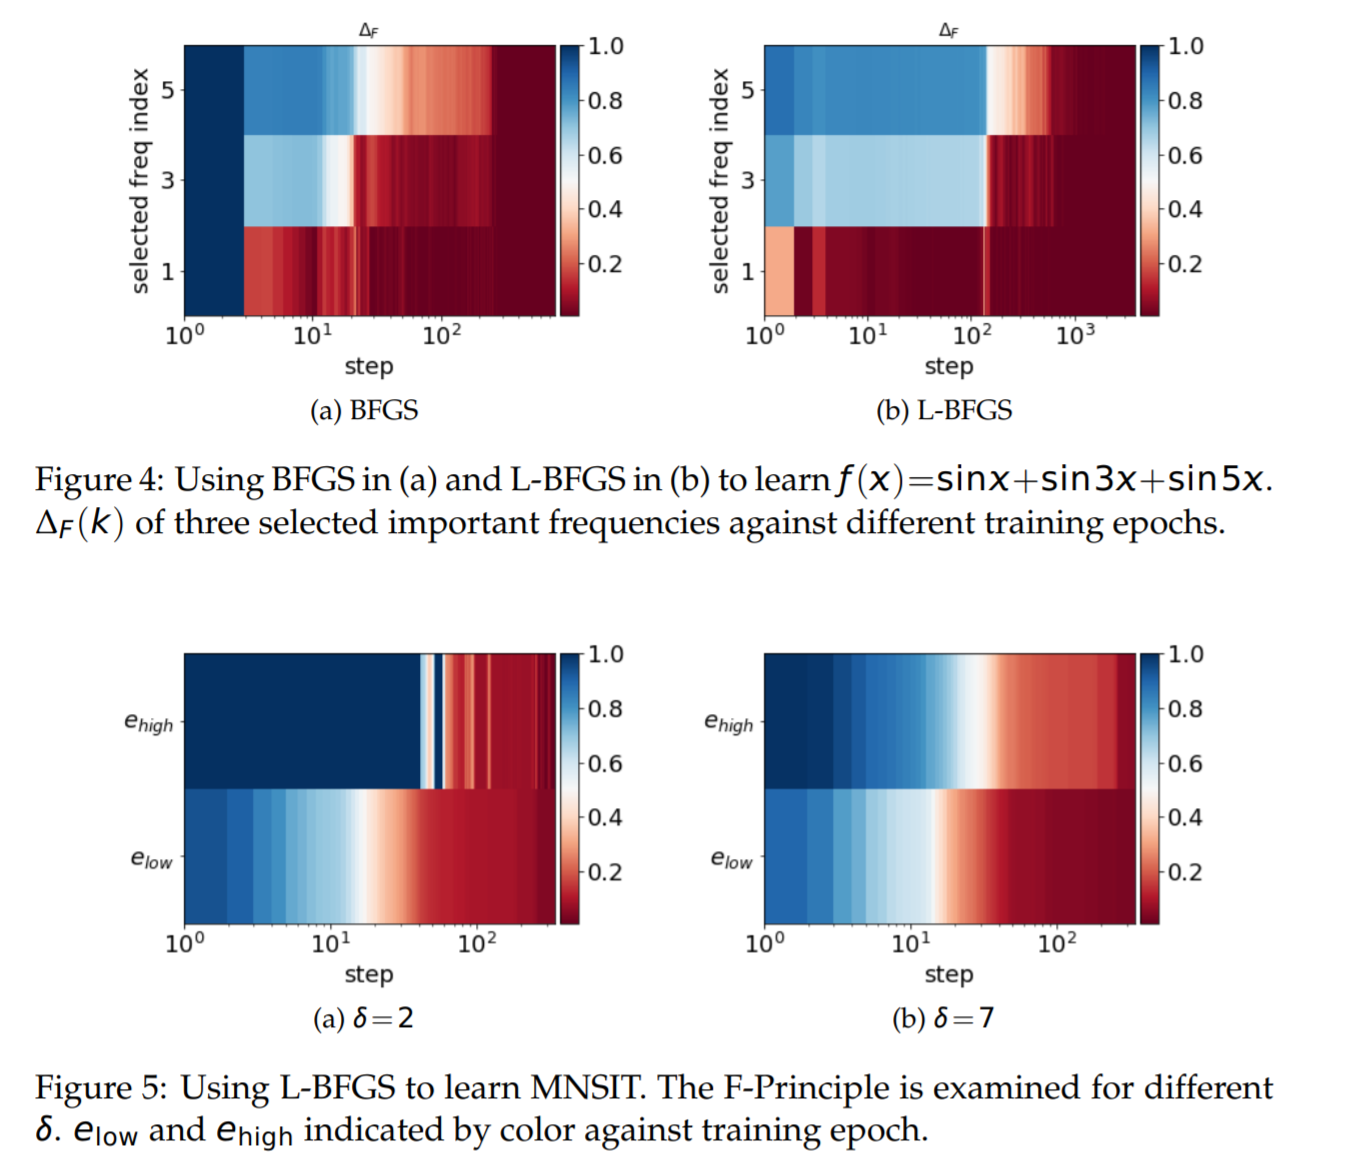 ΔF
ΔF
1.0
0.8
0.6
0.4
0.2
1.0
0.8
0.6
0.4
0.2
selected freq index
5
3
1
selected freq index
5
3
1
10⁰ 10¹ 10²
10⁰ 10¹ 10² 10³
step
step
(a) BFGS
(b) L-BFGS
Figure 4: Using BFGS in (a) and L-BFGS in (b) to learn f(x)=sinx+sin3x+sin5x.
ΔF(k) of three selected important frequencies against different training epochs.
1.0
0.8
0.6
0.4
0.2
1.0
0.8
0.6
0.4
0.2
ehigh
elow
ehigh
elow
10⁰ 10¹ 10²
10⁰ 10¹ 10²
step
step
(a) δ=2
(b) δ=7
Figure 5: Using L-BFGS to learn MNSIT. The F-Principle is examined for different
δ. elow and ehigh indicated by color against training epoch.